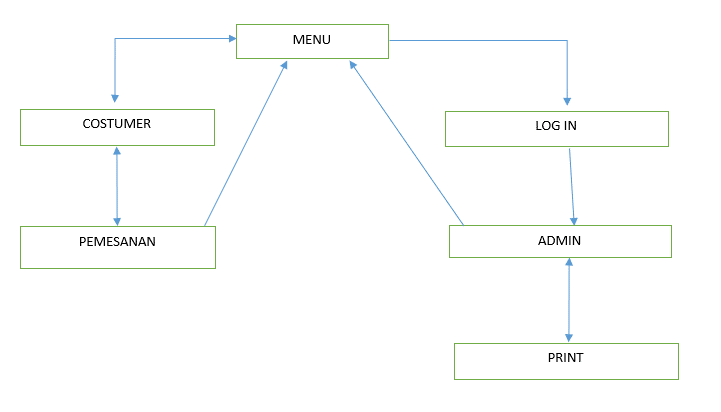 MENU
COSTUMER
LOG IN
PEMESANAN
ADMIN
PRINT